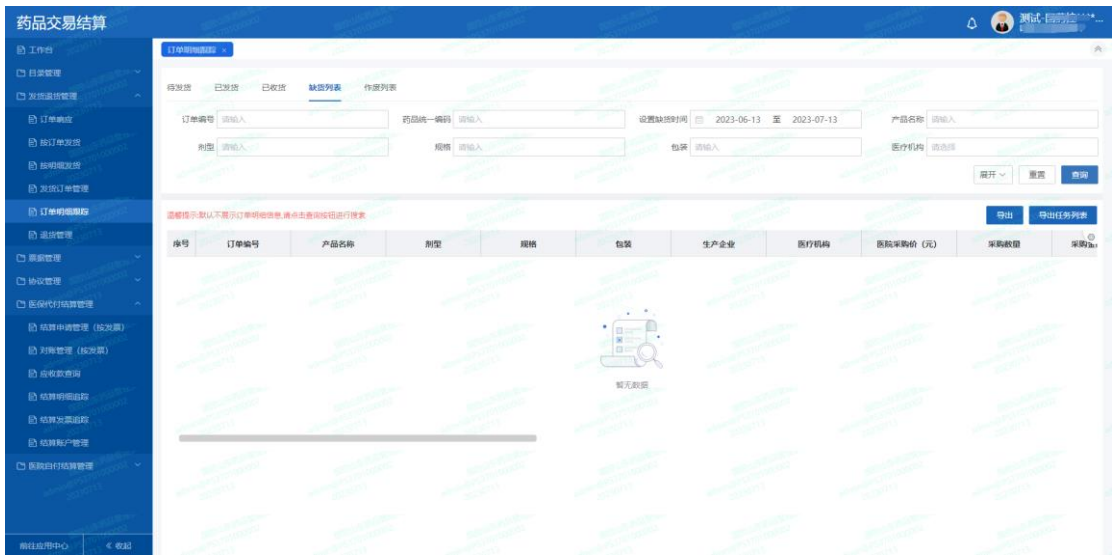 药品交易结算
测试-国药控
工作台
订单明细跟踪 ×
目录管理
发货退货管理
待发货 已发货 已收货 缺货列表 作废列表
订单响应
订单编号 请输入 药品统一编码 请输入 设置缺货时间 2023-06-13 至 2023-07-13 产品名称 请输入
按订单发货
剂型 请输入 规格 请输入 包装 请输入 医疗机构 请选择
按明细发货
展开 重置 查询
发货订单管理
订单明细跟踪
温馨提示:默认不展示订单明细信息,请点击查询按钮进行搜索
导出 导出任务列表
退货管理
序号 订单编号 产品名称 剂型 规格 包装 生产企业 医疗机构 医院采购价（元） 采购数量
票据管理
协议管理
医保代付结算管理
结算申请管理（按发票）
对账管理（按发票）
应收款查询
暂无数据
结算明细追踪
结算发票追踪
结算账户管理
医院自付结算管理
前往应用中心 « 收起